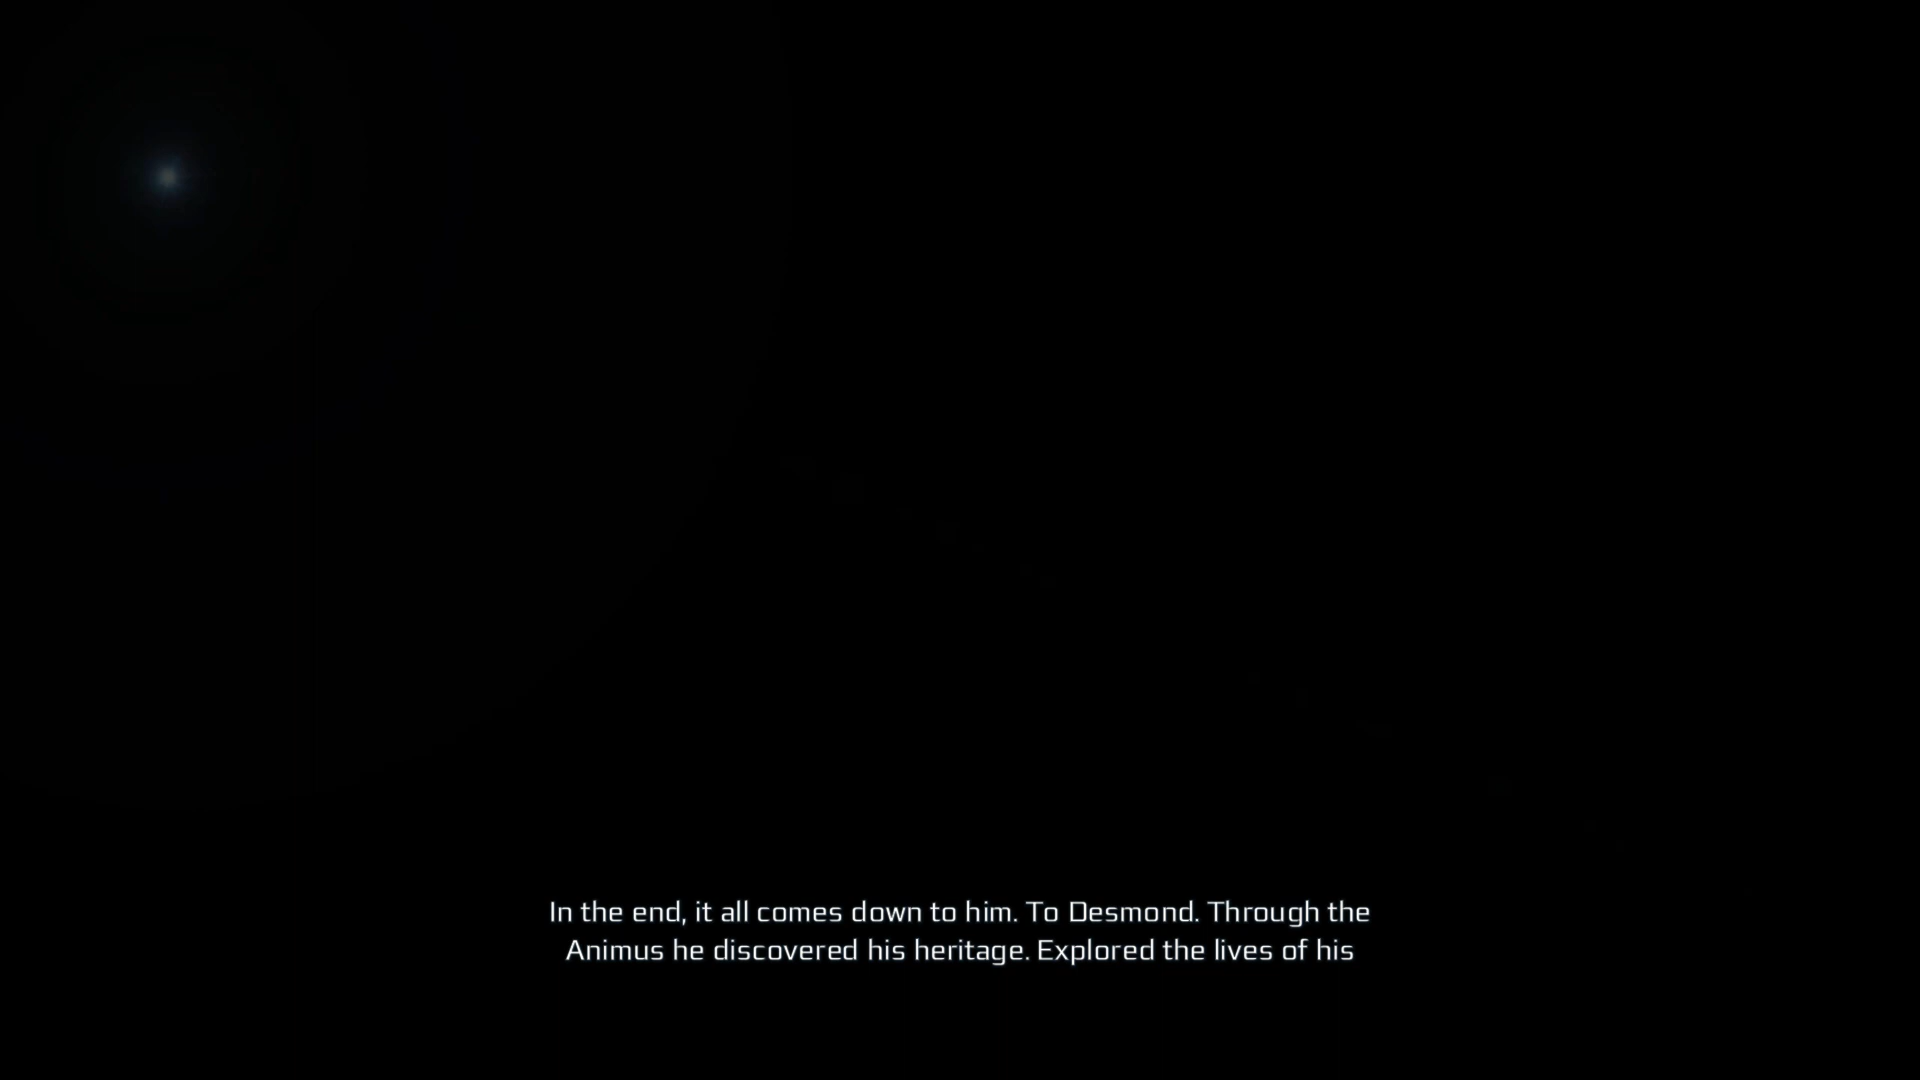 In the end, it all comes down to him. To Desmond. Through the
Animus he discovered his heritage. Explored the lives of his